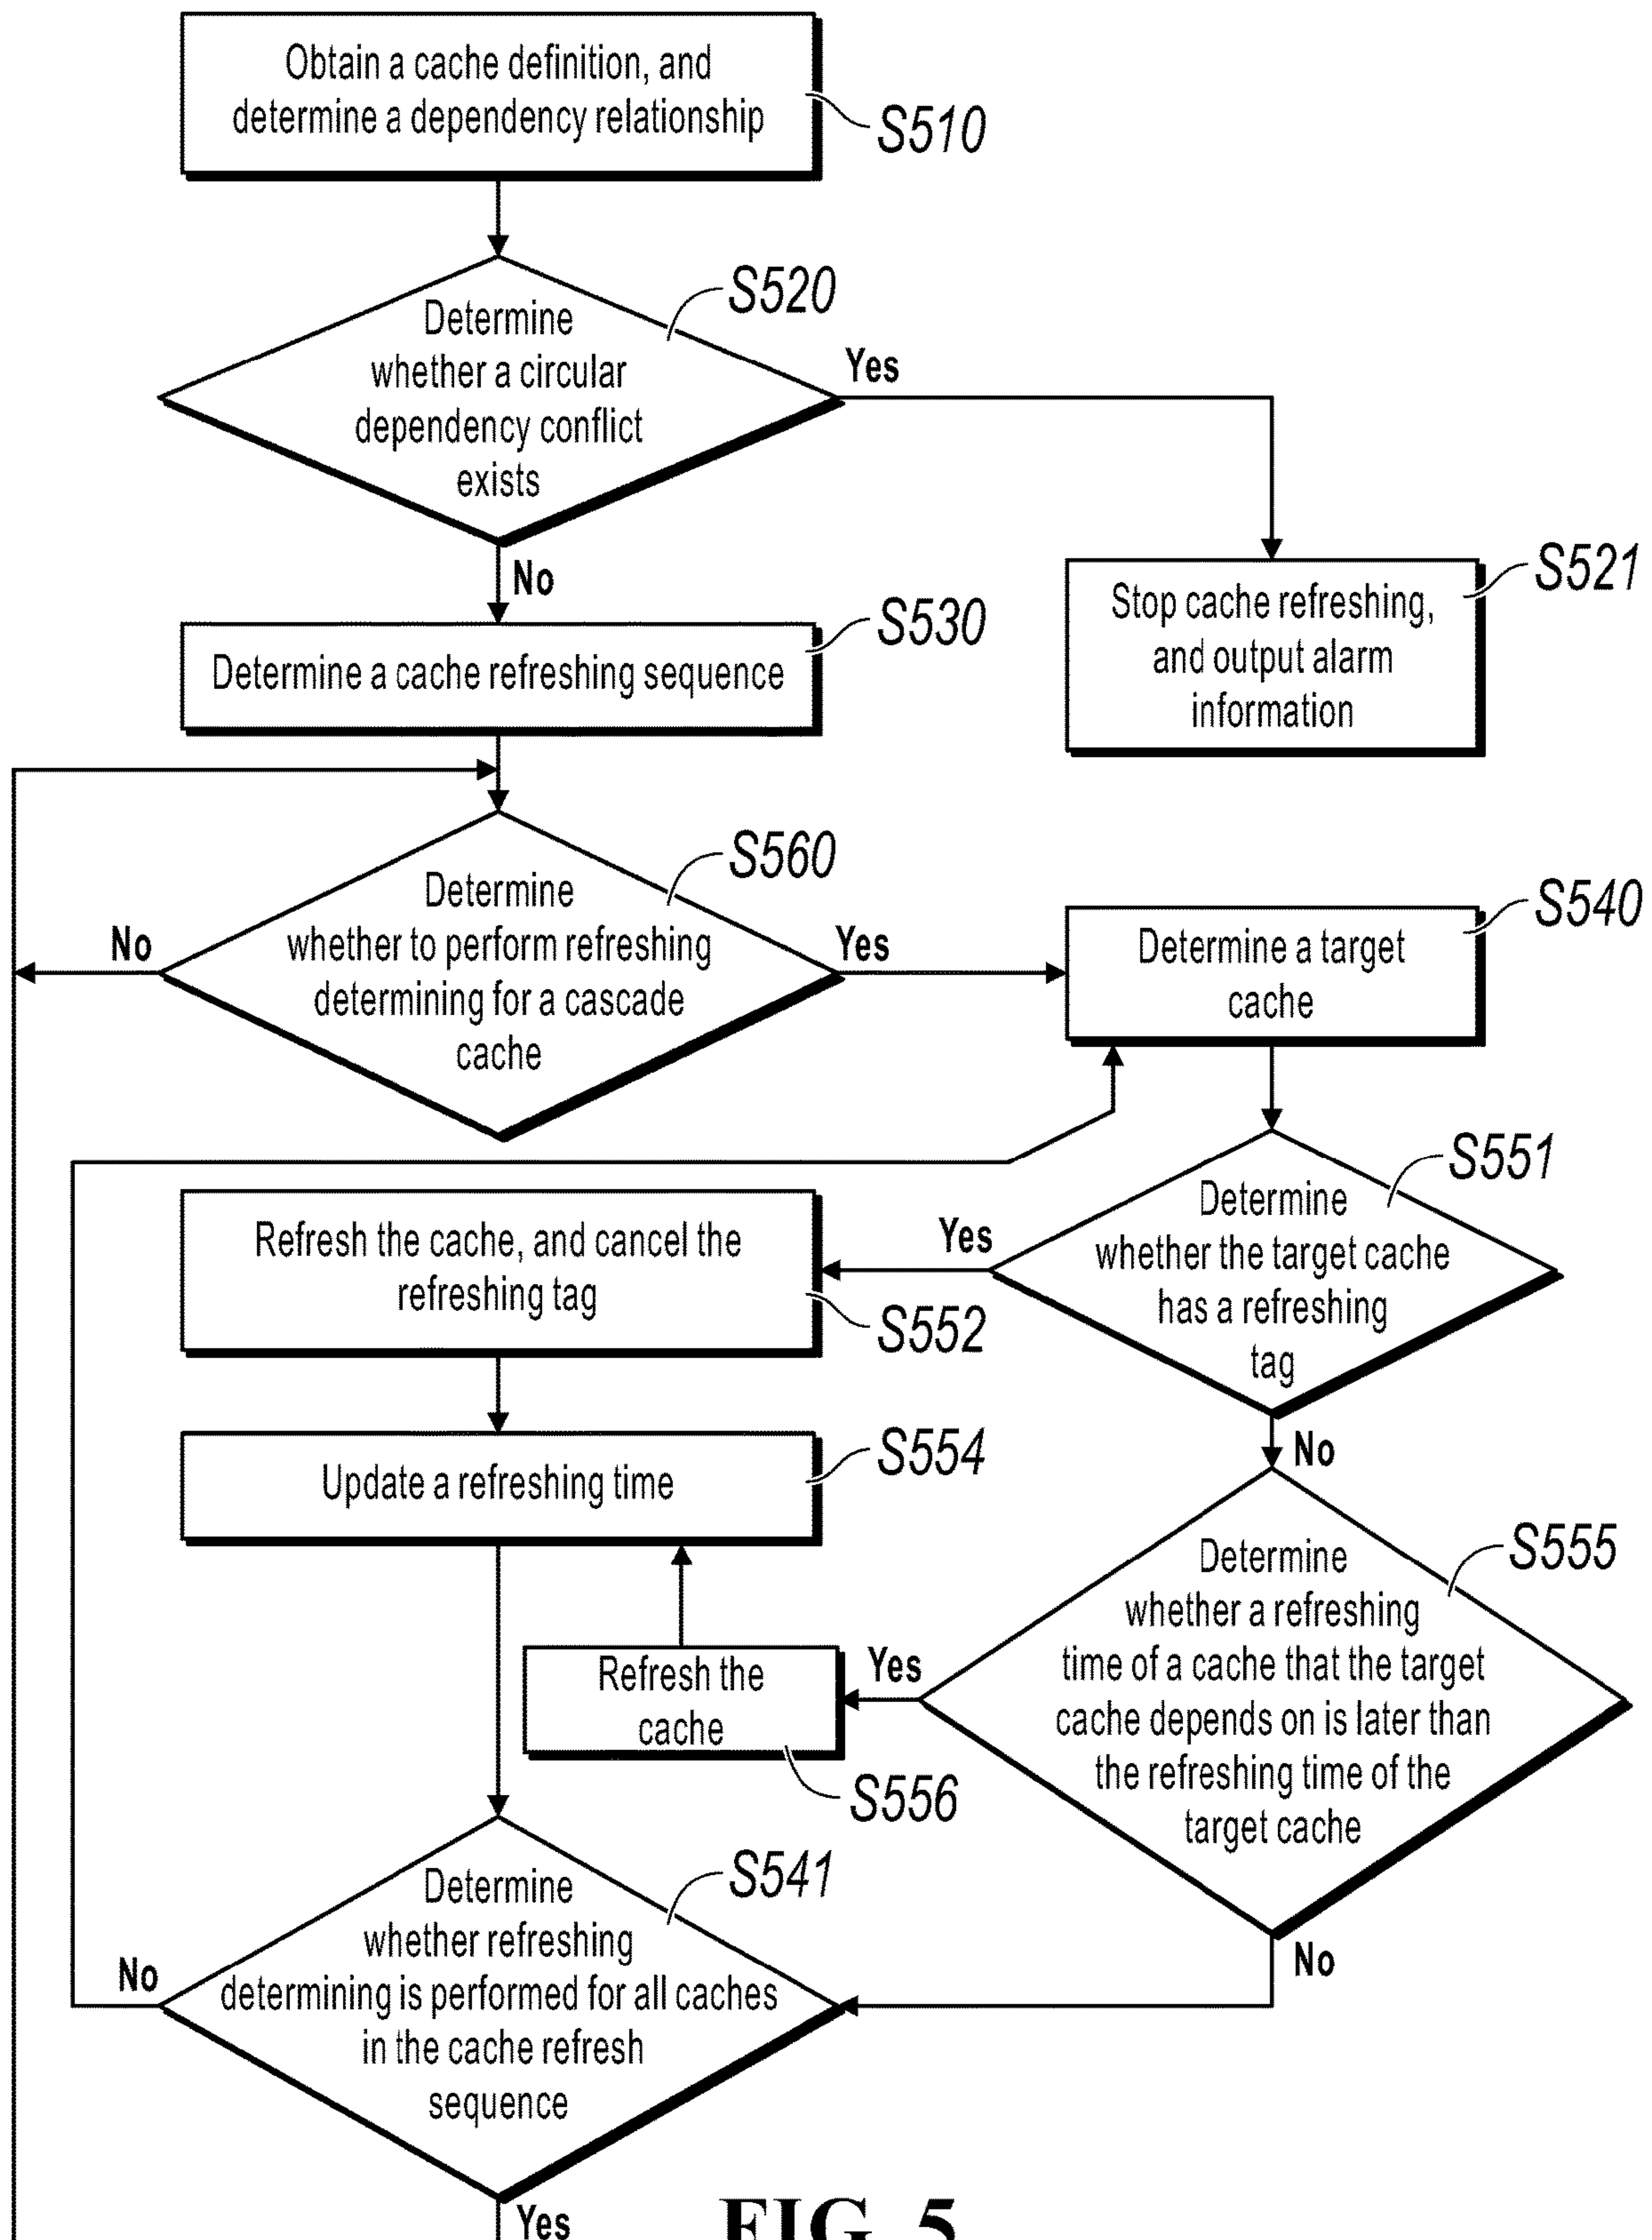 Obtain a cache definition, and
determine a dependency relationship
S510
Determine
whether a circular
dependency conflict
exists
S520
Yes
No
Stop cache refreshing,
and output alarm
information
S521
Determine a cache refreshing sequence
S530
Determine
whether to perform refreshing
determining for a cascade
cache
S560
No
Yes
Determine a target
cache
S540
Determine
whether the target cache
has a refreshing
tag
S551
Yes
No
Refresh the cache, and cancel the
refreshing tag
S552
Update a refreshing time
S554
Determine
whether a refreshing
time of a cache that the target
cache depends on is later than
the refreshing time of the
target cache
S555
Yes
No
Refresh the
cache
S556
Determine
whether refreshing
determining is performed for all caches
in the cache refresh
sequence
S541
No
Yes
FIG. 5